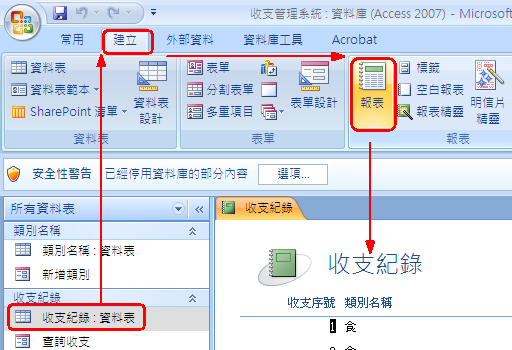 收支管理系統 : 資料庫 (Access 2007) - Microsoft
常用 建立 外部資料 資料庫工具 Acrobat
資料表
資料表範本
SharePoint 清單
資料表設計
資料表
表單
分割表單
多重項目
表單設計
表單
報表
標籤
空白報表
報表精靈
明信片精靈
報表
安全性警告 已經停用資料庫的部分內容 選項...
所有資料表
類別名稱
類別名稱 : 資料表
新增類別
收支紀錄
收支紀錄 : 資料表
查詢收支
收支紀錄
收支紀錄
收支序號 類別名稱
1 食